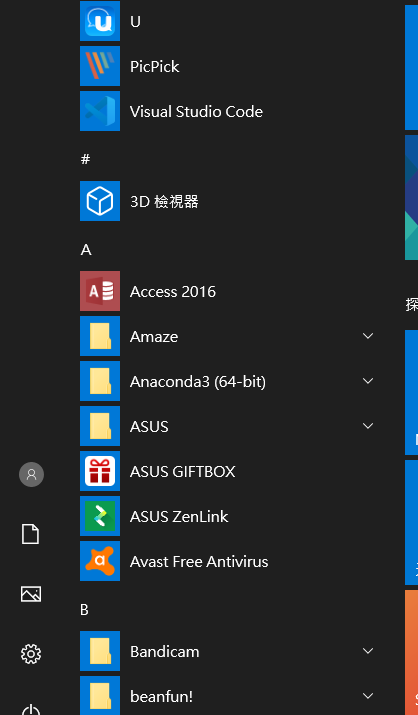 U
PicPick
Visual Studio Code
#
3D 檢視器
A
Access 2016
Amaze
Anaconda3 (64-bit)
ASUS
ASUS GIFTBOX
ASUS ZenLink
Avast Free Antivirus
B
Bandicam
beanfun!
探